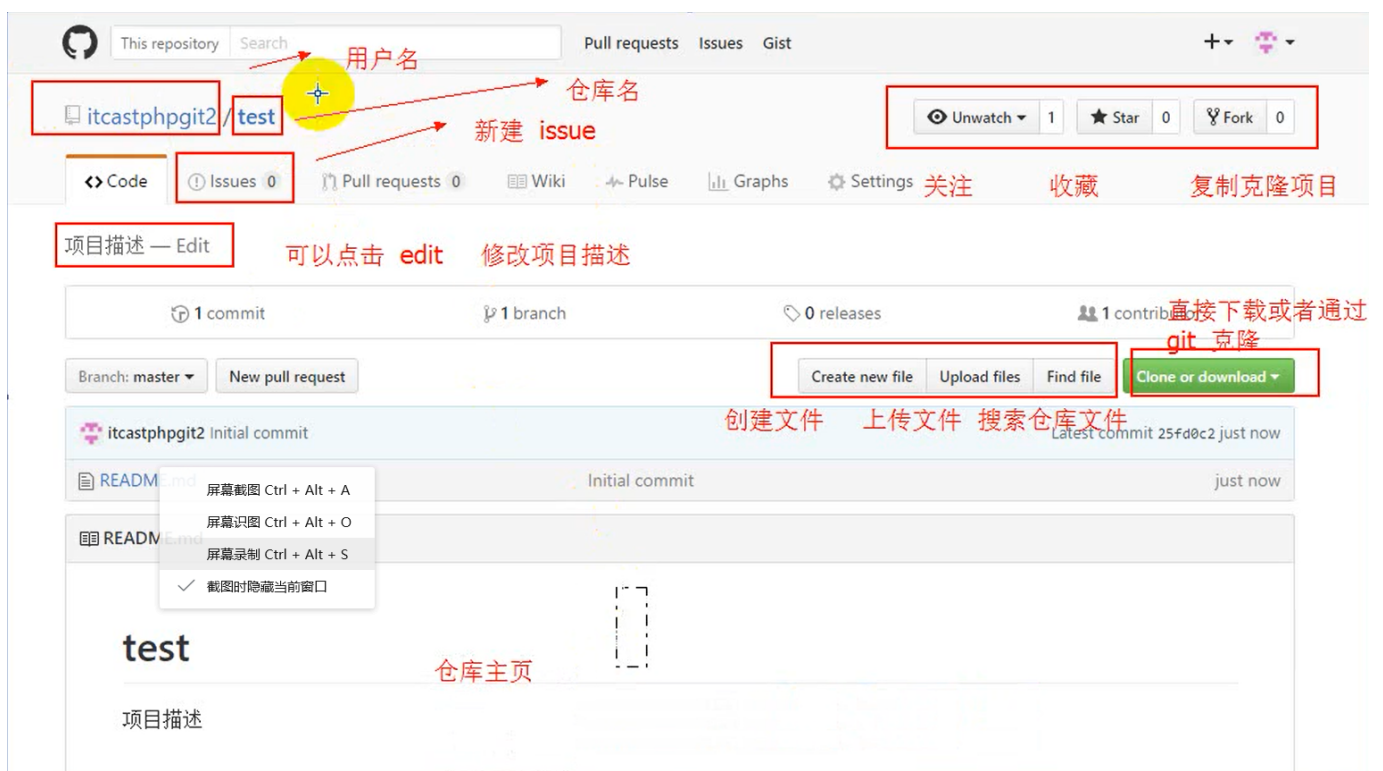 This repository Search Pull requests Issues Gist
用户名
仓库名
itcastphpgit2 / test
Unwatch 1 Star 0 Fork 0
新建 issue
Code Issues 0 Pull requests 0 Wiki Pulse Graphs Settings
关注 收藏 复制克隆项目
项目描述 — Edit
可以点击 edit 修改项目描述
1 commit 1 branch 0 releases 1 contributor
直接下载或者通过
git 克隆
Branch: master New pull request Create new file Upload files Find file Clone or download
创建文件 上传文件 搜索仓库文件
itcastphpgit2 Initial commit Latest commit 25fd0c2 just now
README.md Initial commit just now
屏幕截图 Ctrl + Alt + A
屏幕识图 Ctrl + Alt + O
README.md
屏幕录制 Ctrl + Alt + S
截图时隐藏当前窗口
test
仓库主页
项目描述